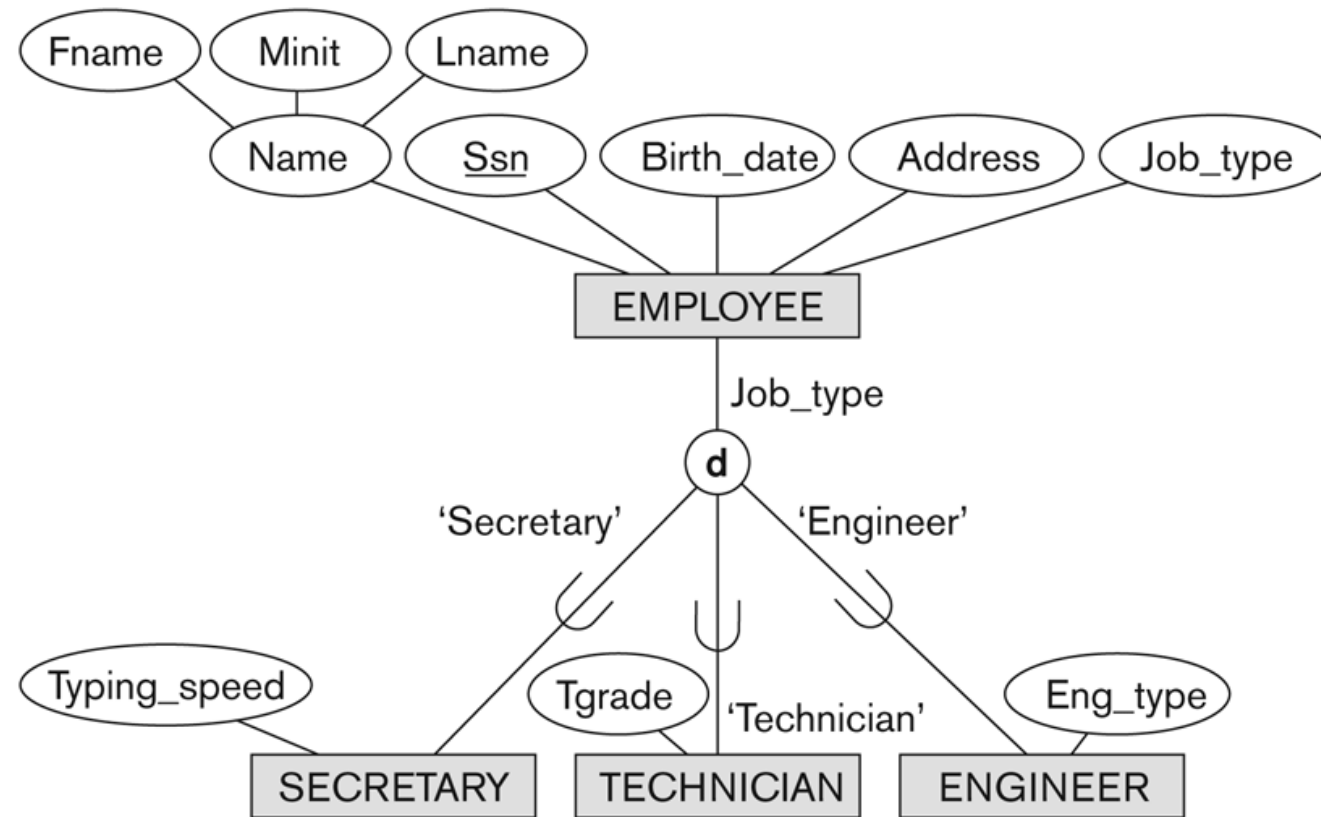 Fname Minit Lname
Name Ssn Birth_date Address Job_type
EMPLOYEE
Job_type
d
‘Secretary’ ‘Engineer’
Typing_speed Tgrade Eng_type
‘Technician’
SECRETARY TECHNICIAN ENGINEER